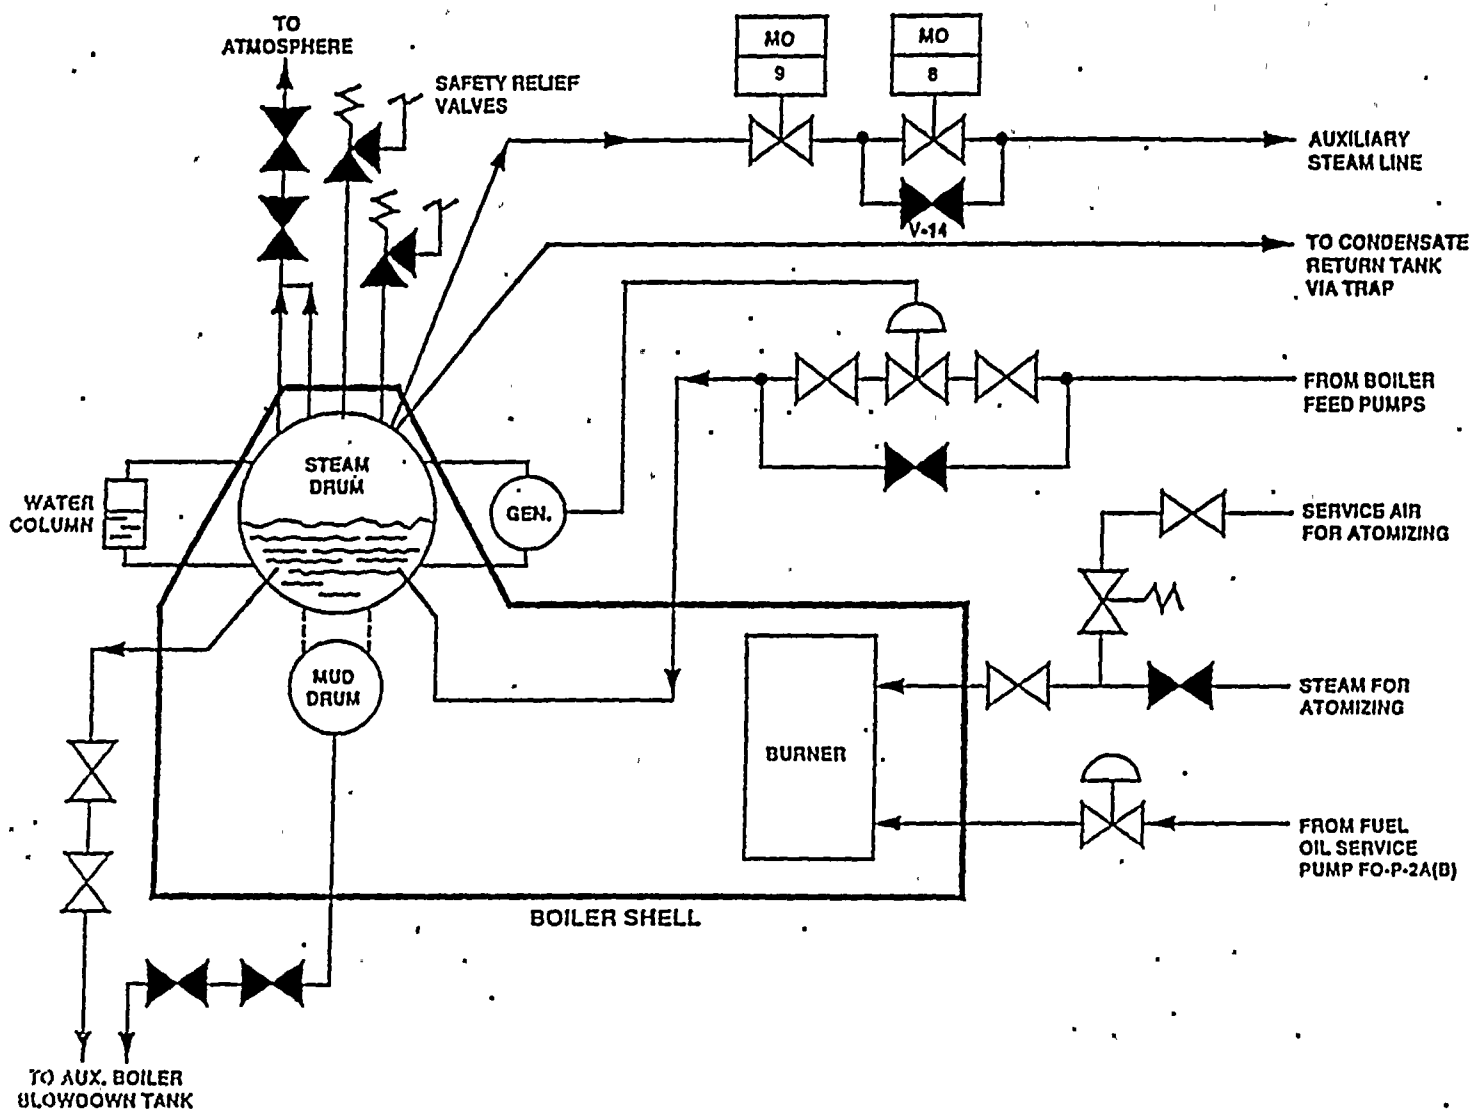 TO
ATMOSPHERE
SAFETY RELIEF
VALVES
MO
9
MO
8
AUXILIARY
STEAM LINE
V-14
TO CONDENSATE
RETURN TANK
VIA TRAP
FROM BOILER
FEED PUMPS
STEAM
DRUM
WATER
COLUMN
GEN.
SERVICE AIR
FOR ATOMIZING
MUD
DRUM
STEAM FOR
ATOMIZING
BURNER
FROM FUEL
OIL SERVICE
PUMP FO-P-2A(B)
BOILER SHELL
TO AUX. BOILER
BLOWDOWN TANK